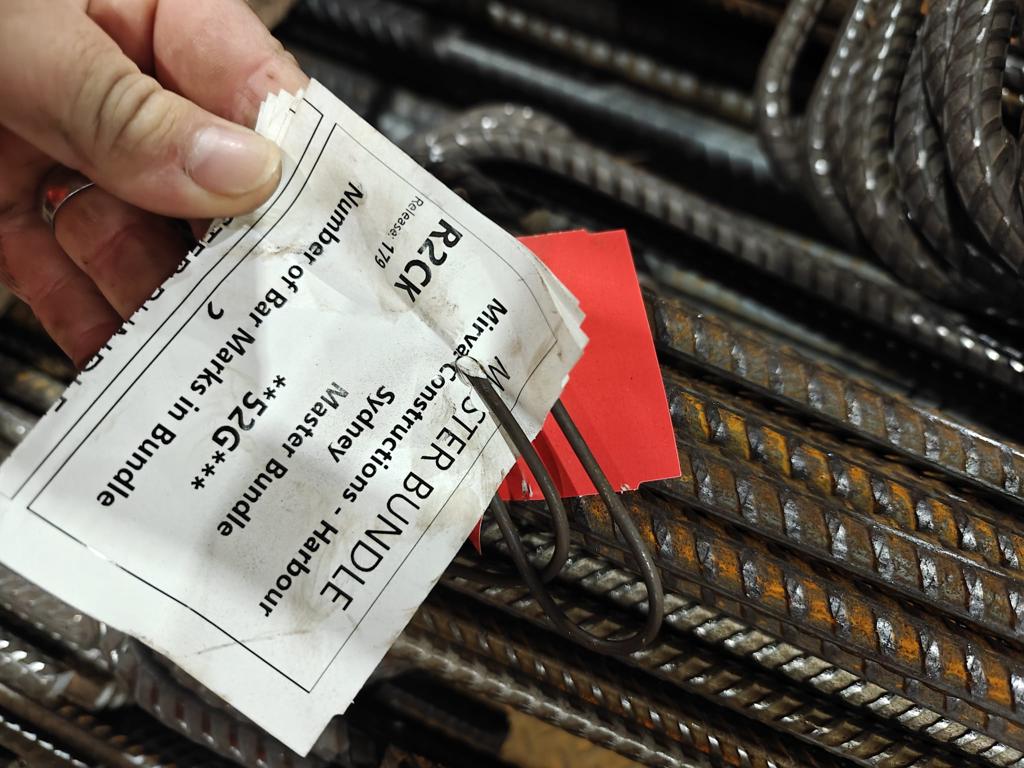 MASTER BUNDLE
Mirvac Constructions - Harbour
Sydney
R2CK
Master Bundle
Release: 179
**52G***
Number of Bar Marks in Bundle
2